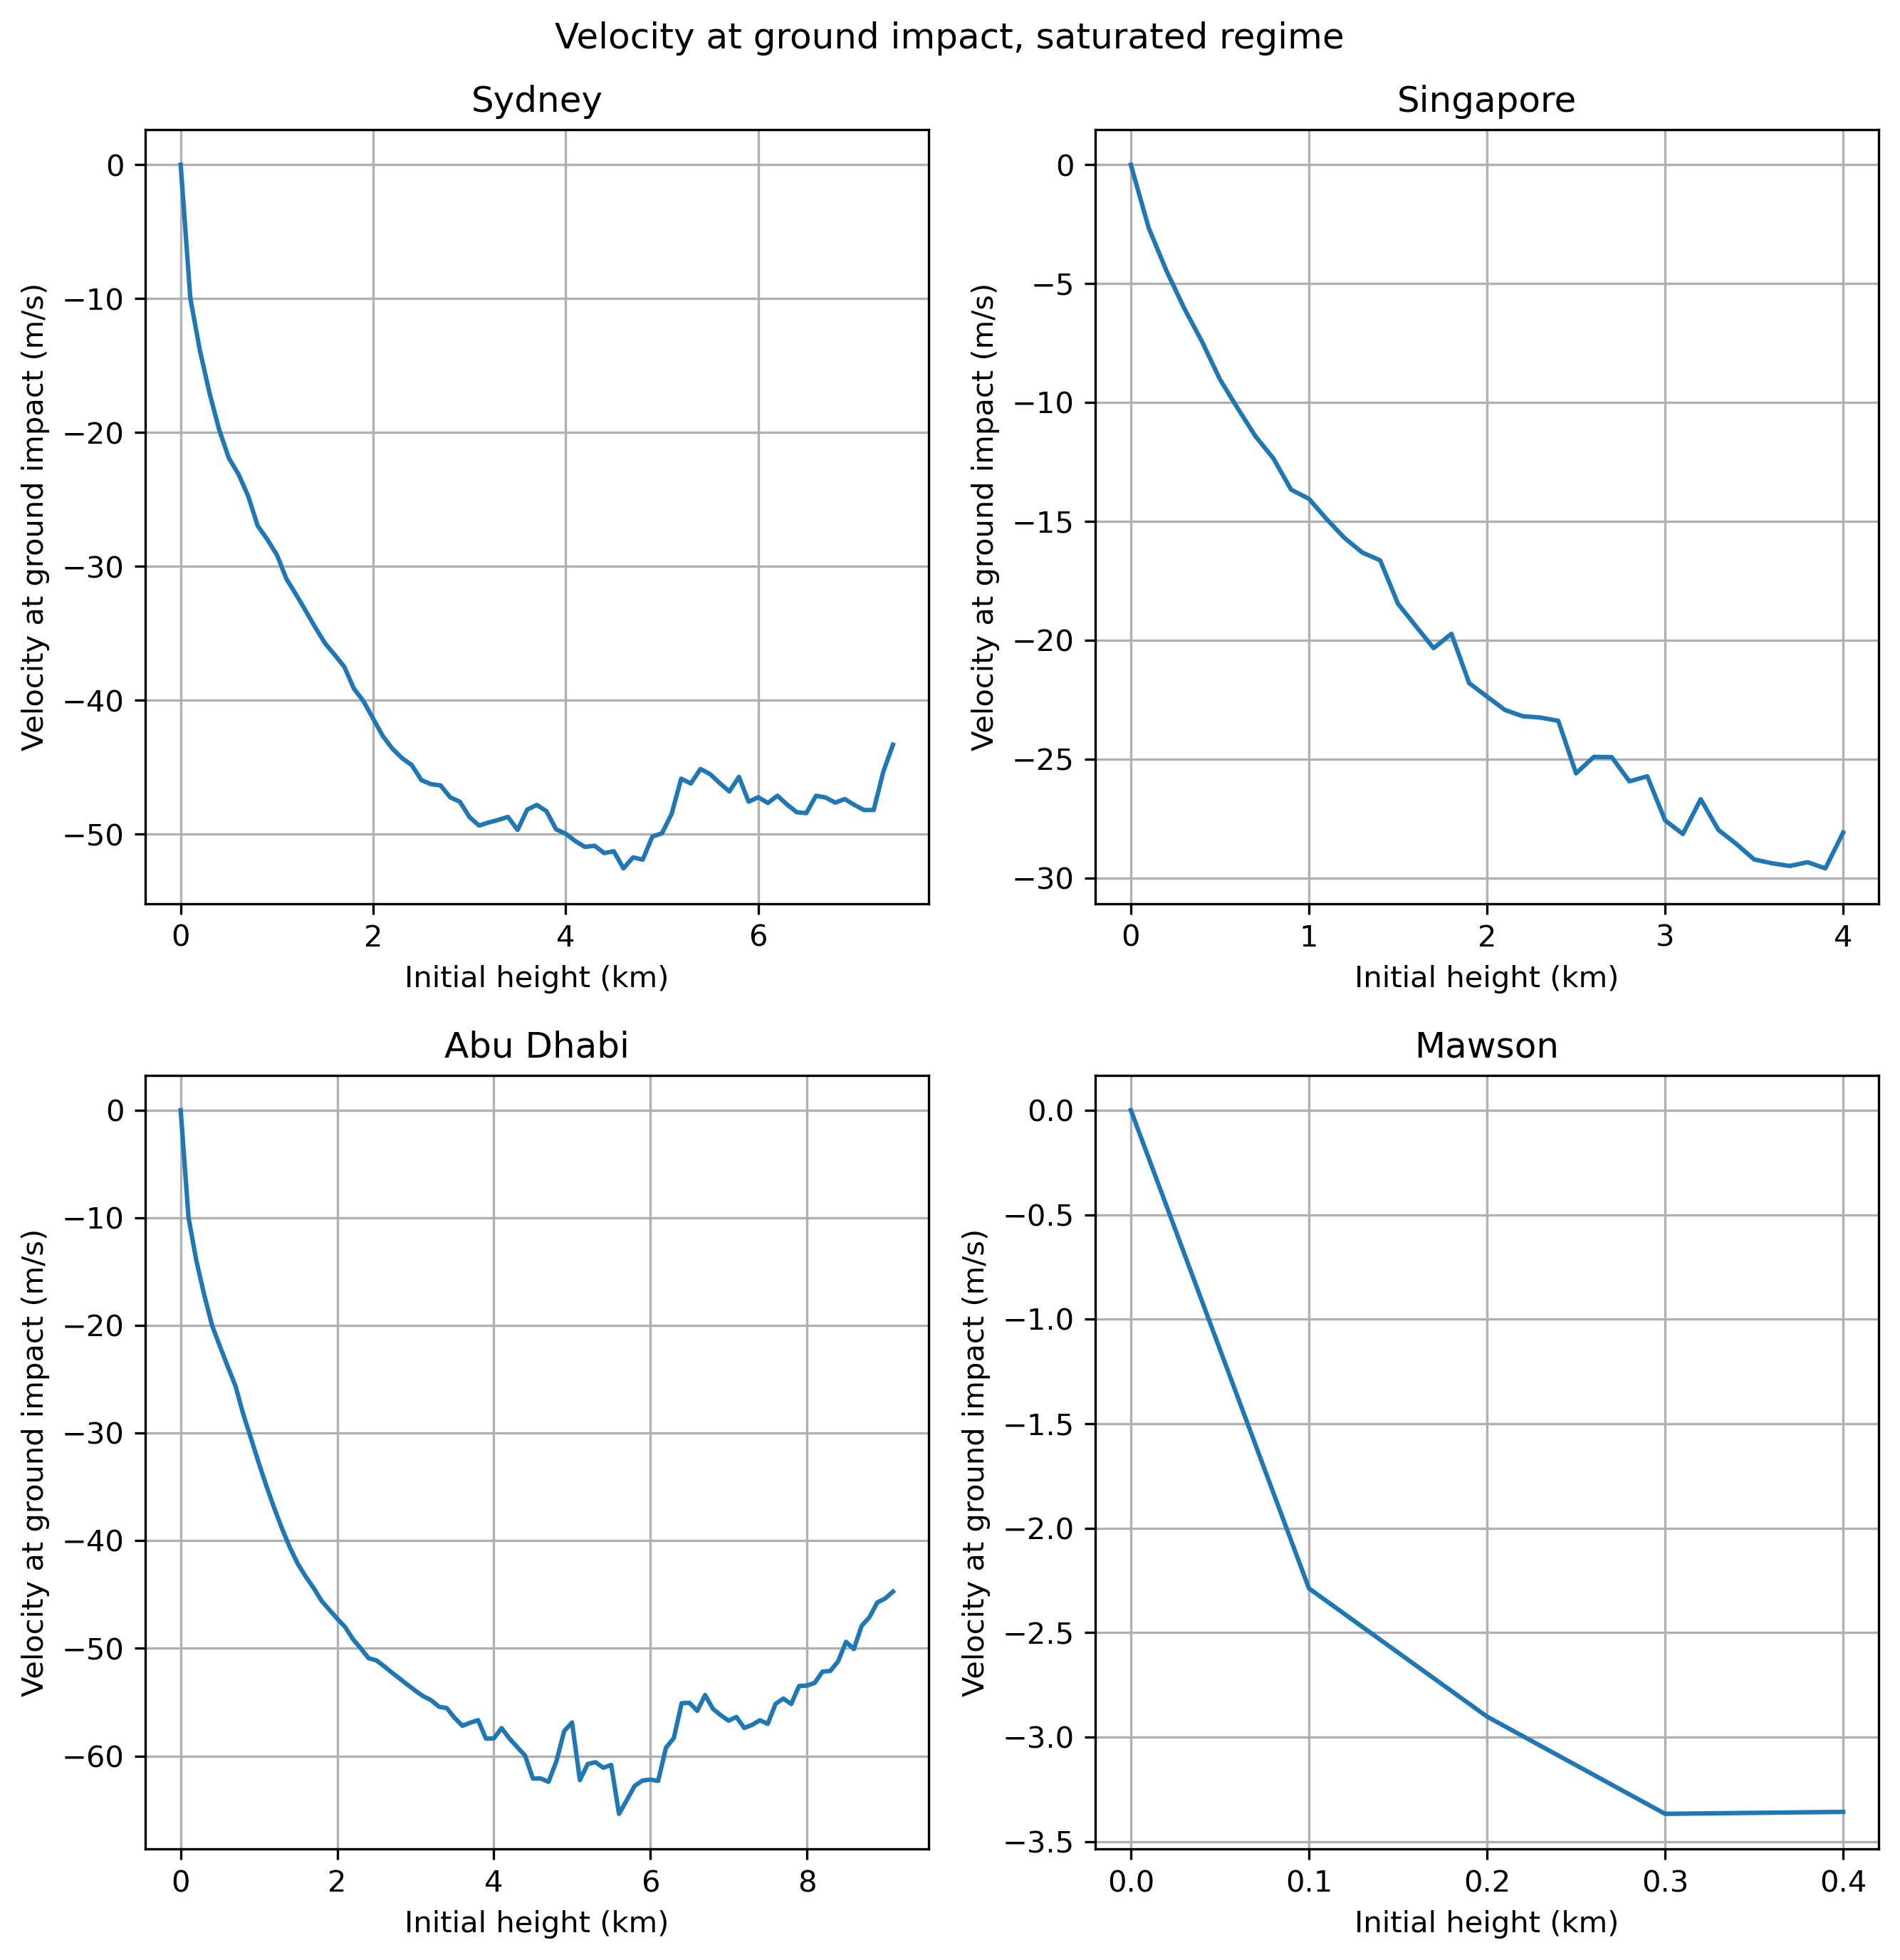 Velocity at ground impact, saturated regime
Sydney
Velocity at ground impact (m/s)
0
−10
−20
−30
−40
−50
0 2 4 6
Initial height (km)
Singapore
Velocity at ground impact (m/s)
0
−5
−10
−15
−20
−25
−30
0 1 2 3 4
Initial height (km)
Abu Dhabi
Velocity at ground impact (m/s)
0
−10
−20
−30
−40
−50
−60
0 2 4 6 8
Initial height (km)
Mawson
Velocity at ground impact (m/s)
0.0
−0.5
−1.0
−1.5
−2.0
−2.5
−3.0
−3.5
0.0 0.1 0.2 0.3 0.4
Initial height (km)